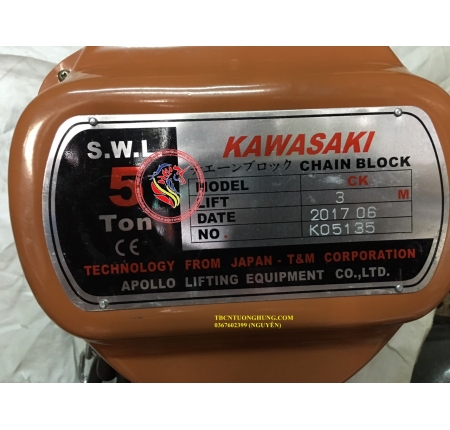 S.W.L
5
Ton
CE
KAWASAKI
チエーンブロック CHAIN BLOCK
MODEL CK
LIFT 3 M
DATE 2017 06
NO. K05135
TECHNOLOGY FROM JAPAN - T&M CORPORATION
APOLLO LIFTING EQUIPMENT CO.,LTD.
TBCNTUONGHUNG.COM
0367602399 (NGUYÊN)